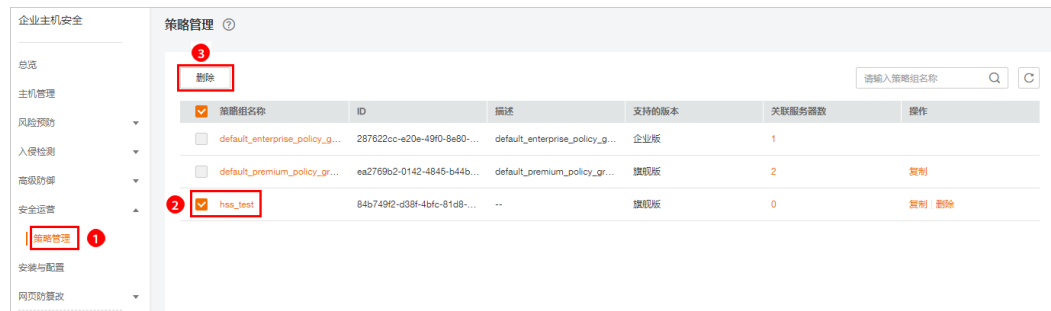 企业主机安全
策略管理
总览
主机管理
风险预防
入侵检测
高级防御
安全运营
策略管理 1
安装与配置
网页防篡改
3
删除
请输入策略组名称
策略组名称 ID 描述 支持的版本 关联服务器数 操作
default_enterprise_policy_g... 287622cc-e20e-49f0-8e80-... default_enterprise_policy_g... 企业版 1
default_premium_policy_gr... ea2769b2-0142-4845-b44b... default_premium_policy_gr... 旗舰版 2 复制
2 hss_test 84b749f2-d38f-4bfc-81d8-... -- 旗舰版 0 复制 删除